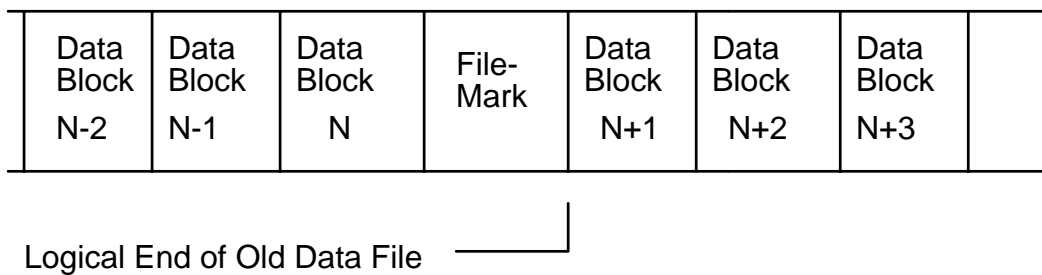 Data
Block
N-2
Data
Block
N-1
Data
Block
N
File-
Mark
Data
Block
N+1
Data
Block
N+2
Data
Block
N+3
Logical End of Old Data File